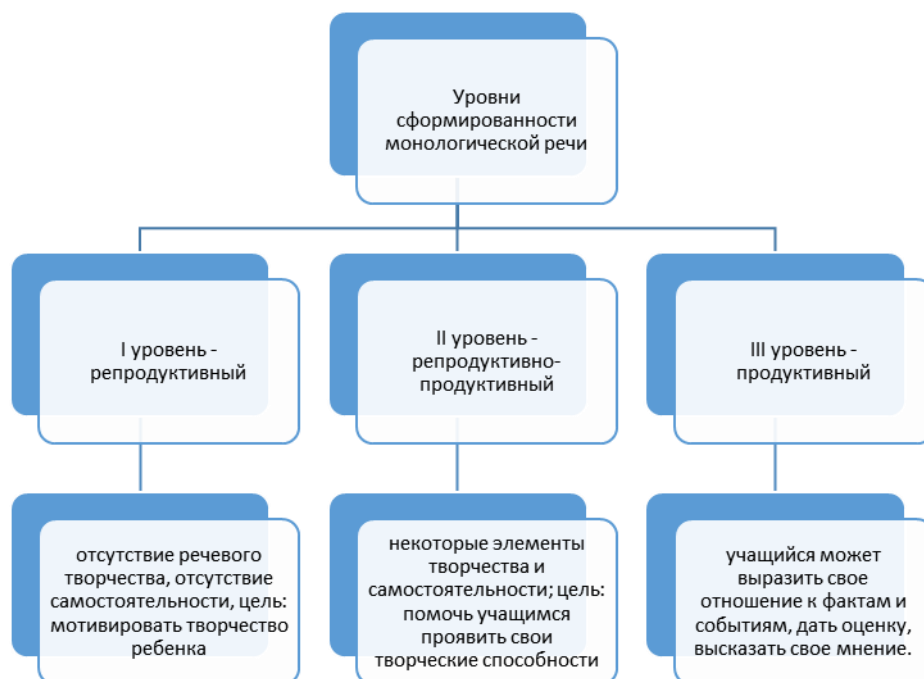 Уровни
сформированности
монологической речи
I уровень -
репродуктивный
II уровень -
репродуктивно-
продуктивный
III уровень -
продуктивный
отсутствие речевого
творчества, отсутствие
самостоятельности, цель:
мотивировать творчество
ребенка
некоторые элементы
творчества и
самостоятельности; цель:
помочь учащимся
проявить свои
творческие способности
учащийся может
выразить свое
отношение к фактам и
событиям, дать оценку,
высказать свое мнение.